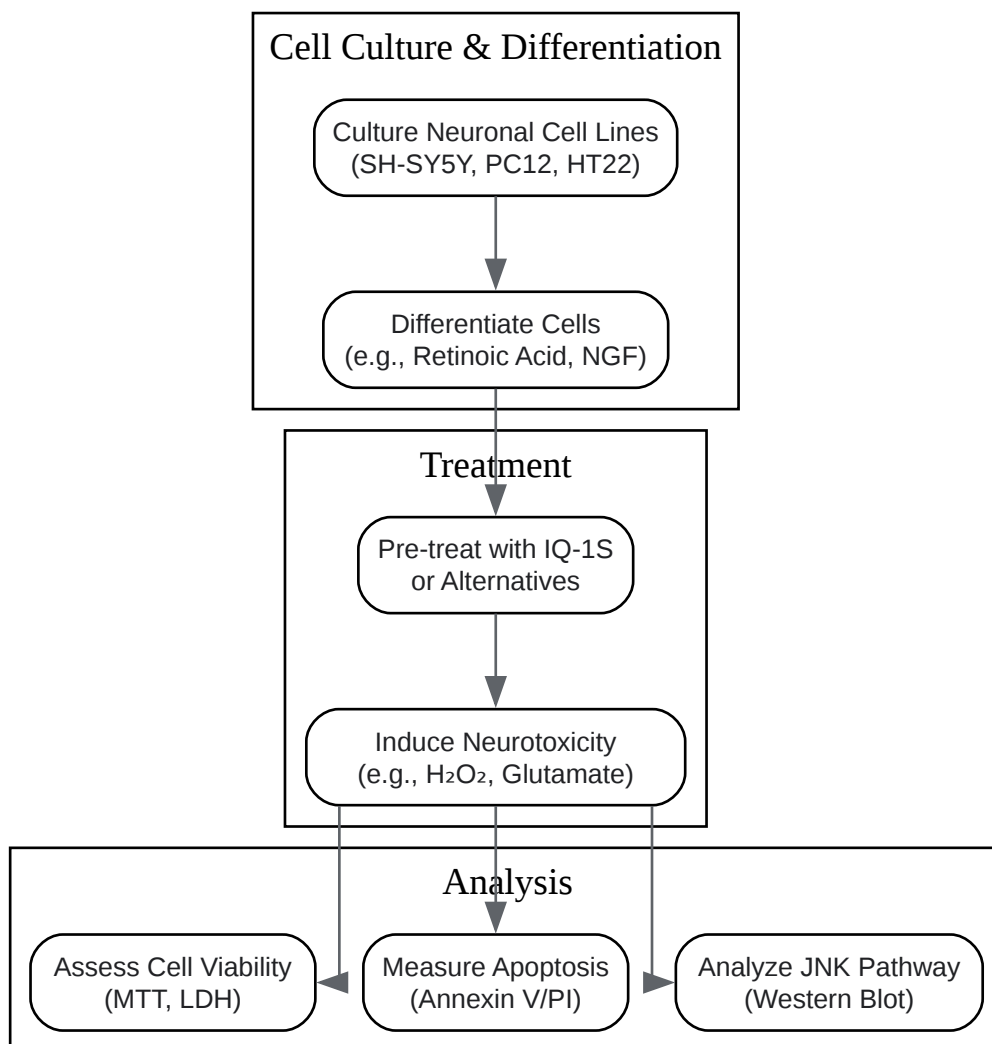 Cell Culture & Differentiation
Culture Neuronal Cell Lines
(SH-SY5Y, PC12, HT22)
Differentiate Cells
(e.g., Retinoic Acid, NGF)
Treatment
Pre-treat with IQ-1S
or Alternatives
Induce Neurotoxicity
(e.g., H₂O₂, Glutamate)
Analysis
Assess Cell Viability
(MTT, LDH)
Measure Apoptosis
(Annexin V/PI)
Analyze JNK Pathway
(Western Blot)